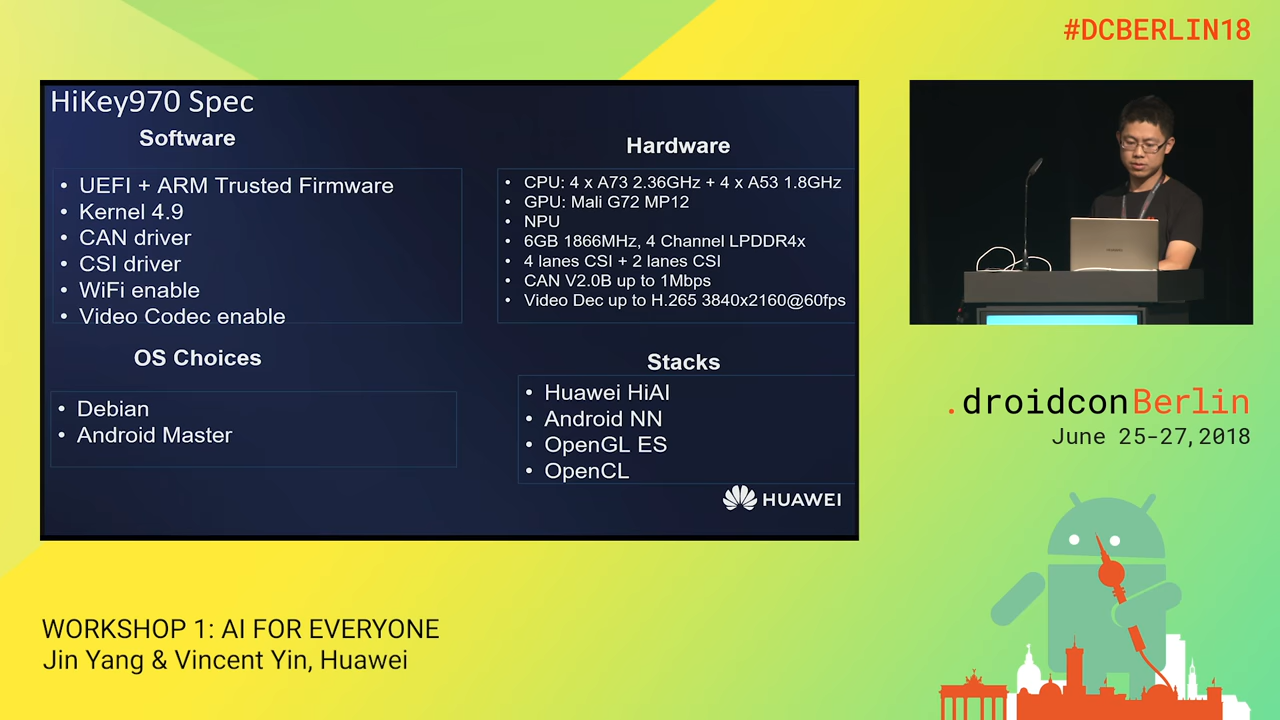 #DCBERLIN18
HiKey970 Spec
Software
• UEFI + ARM Trusted Firmware
• Kernel 4.9
• CAN driver
• CSI driver
• WiFi enable
• Video Codec enable
Hardware
• CPU: 4 x A73 2.36GHz + 4 x A53 1.8GHz
• GPU: Mali G72 MP12
• NPU
• 6GB 1866MHz, 4 Channel LPDDR4x
• 4 lanes CSI + 2 lanes CSI
• CAN V2.0B up to 1Mbps
• Video Dec up to H.265 3840x2160@60fps
OS Choices
• Debian
• Android Master
Stacks
• Huawei HiAI
• Android NN
• OpenGL ES
• OpenCL
HUAWEI
.droidconBerlin
June 25-27, 2018
WORKSHOP 1: AI FOR EVERYONE
Jin Yang & Vincent Yin, Huawei